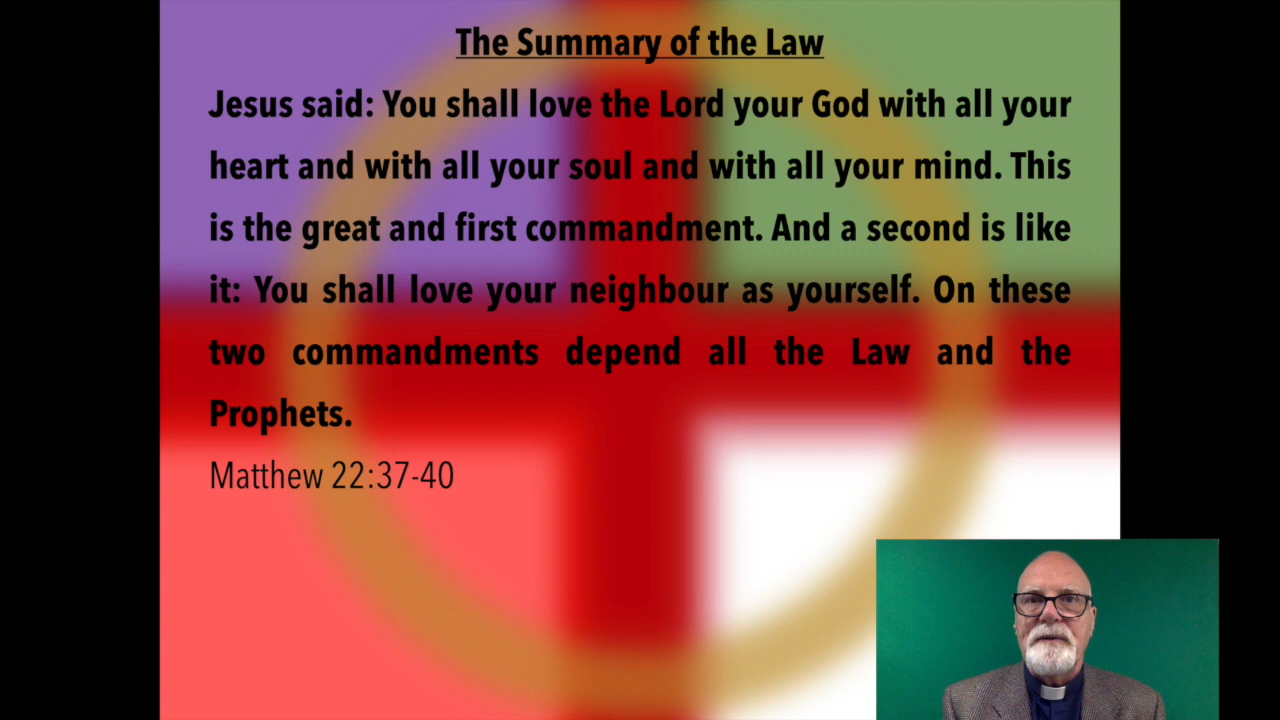 The Summary of the Law
Jesus said: You shall love the Lord your God with all your
heart and with all your soul and with all your mind. This
is the great and first commandment. And a second is like
it: You shall love your neighbour as yourself. On these
two commandments depend all the Law and the
Prophets.
Matthew 22:37-40